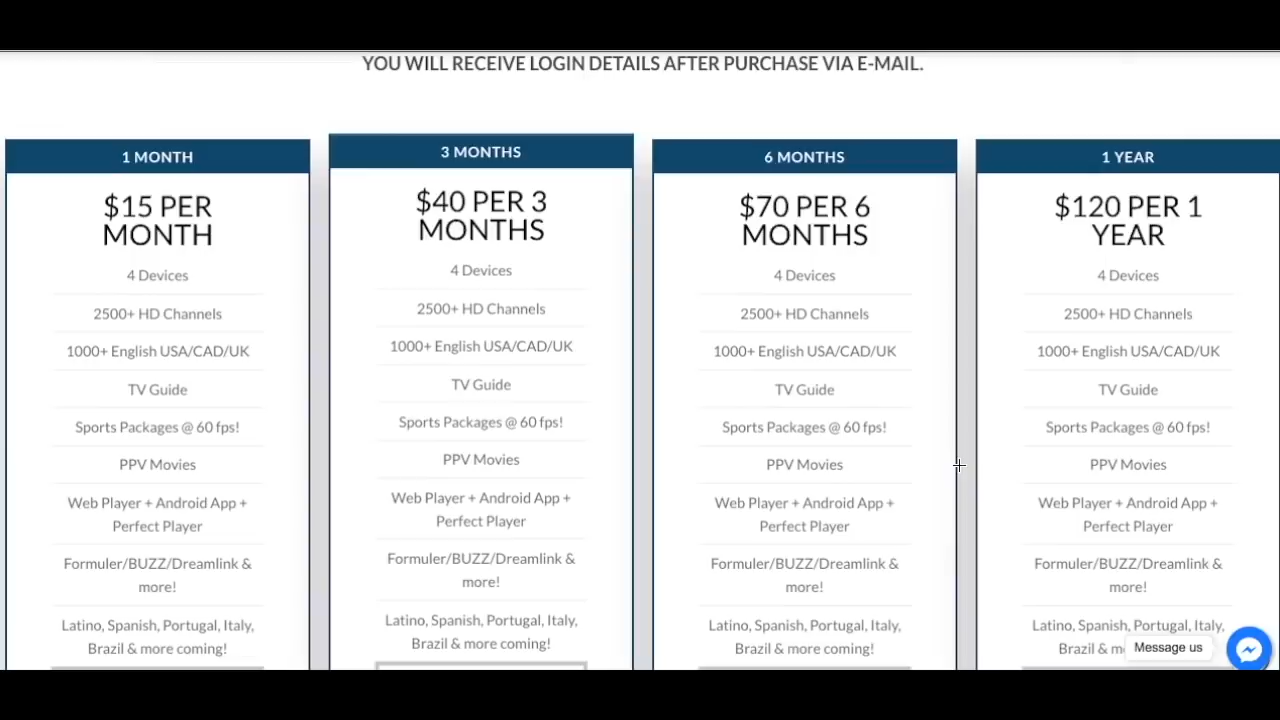 YOU WILL RECEIVE LOGIN DETAILS AFTER PURCHASE VIA E-MAIL.
1 MONTH
$15 PER
MONTH
4 Devices
2500+ HD Channels
1000+ English USA/CAD/UK
TV Guide
Sports Packages @ 60 fps!
PPV Movies
Web Player + Android App +
Perfect Player
Formuler/BUZZ/Dreamlink &
more!
Latino, Spanish, Portugal, Italy,
Brazil & more coming!
3 MONTHS
$40 PER 3
MONTHS
4 Devices
2500+ HD Channels
1000+ English USA/CAD/UK
TV Guide
Sports Packages @ 60 fps!
PPV Movies
Web Player + Android App +
Perfect Player
Formuler/BUZZ/Dreamlink &
more!
Latino, Spanish, Portugal, Italy,
Brazil & more coming!
6 MONTHS
$70 PER 6
MONTHS
4 Devices
2500+ HD Channels
1000+ English USA/CAD/UK
TV Guide
Sports Packages @ 60 fps!
PPV Movies
Web Player + Android App +
Perfect Player
Formuler/BUZZ/Dreamlink &
more!
Latino, Spanish, Portugal, Italy,
Brazil & more coming!
1 YEAR
$120 PER 1
YEAR
4 Devices
2500+ HD Channels
1000+ English USA/CAD/UK
TV Guide
Sports Packages @ 60 fps!
PPV Movies
Web Player + Android App +
Perfect Player
Formuler/BUZZ/Dreamlink &
more!
Latino, Spanish, Portugal, Italy,
Brazil & m
Message us